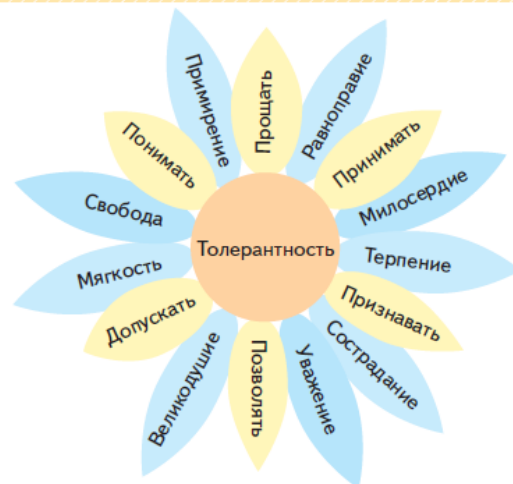 Толерантность
Прощать
Равноправие
Принимать
Милосердие
Терпение
Признавать
Сострадание
Уважение
Позволять
Великодушие
Допускать
Мягкость
Свобода
Понимать
Примирение